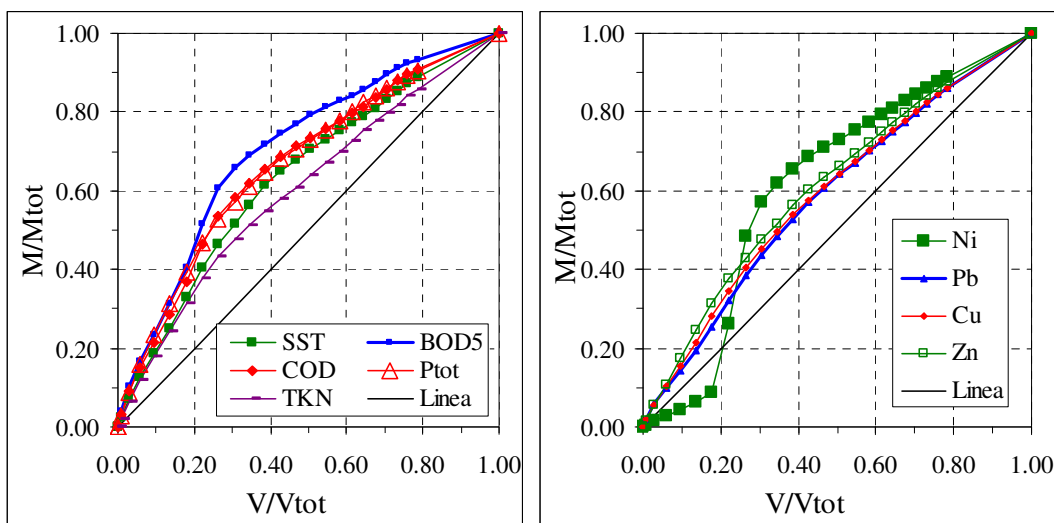 1.00
0.80
0.60
0.40
0.20
0.00
M/Mtot
SST BOD5
COD Ptot
TKN Linea
0.00 0.20 0.40 0.60 0.80 1.00
V/Vtot
1.00
0.80
0.60
0.40
0.20
0.00
M/Mtot
Ni
Pb
Cu
Zn
Linea
0.00 0.20 0.40 0.60 0.80 1.00
V/Vtot